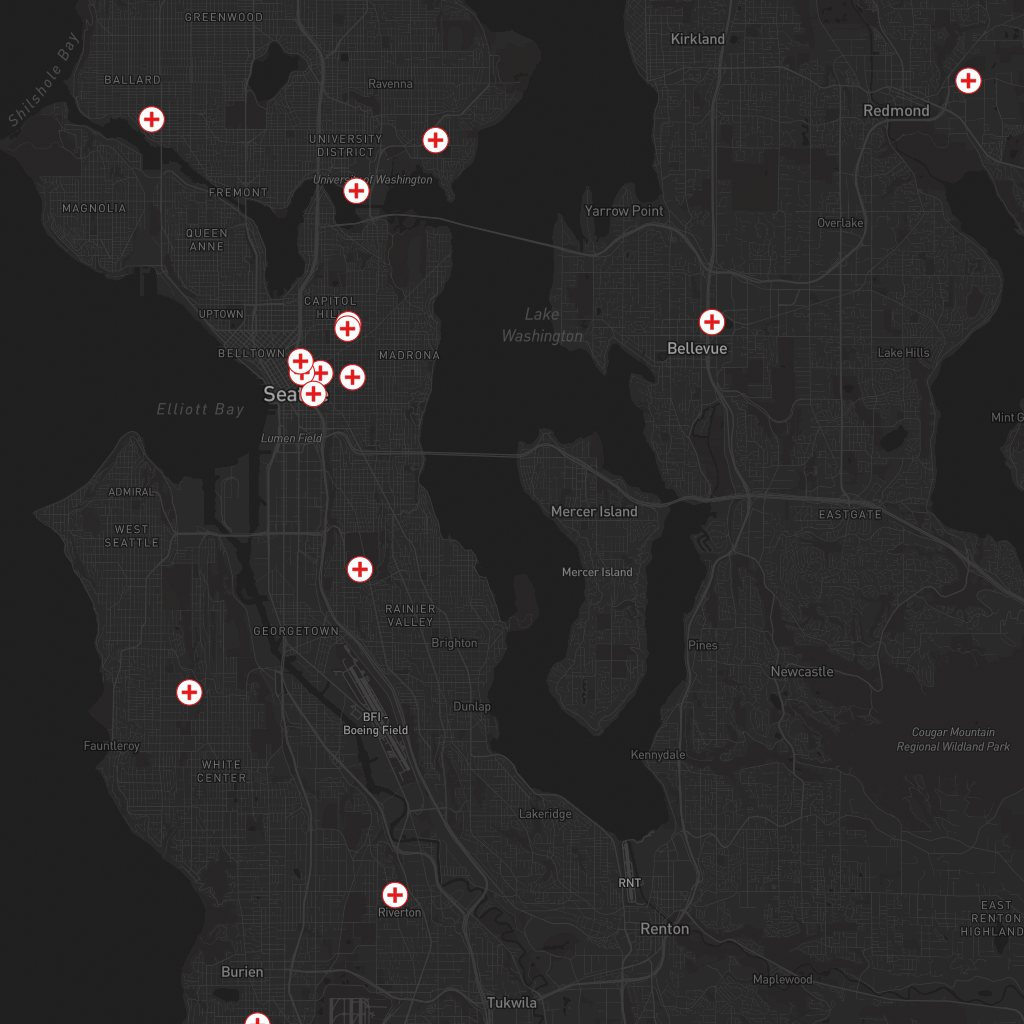 GREENWOOD
Kirkland
Shilshole Bay
BALLARD
Ravenna
Redmond
UNIVERSITY
DISTRICT
University of Washington
FREMONT
MAGNOLIA
Yarrow Point
Overlake
QUEEN
ANNE
CAPITOL
HILL
UPTOWN
Lake
Washington
BELLTOWN
MADRONA
Bellevue
Lake Hills
Seattle
Elliott Bay
Mint G
Lumen Field
ADMIRAL
Mercer Island
EASTGATE
WEST
SEATTLE
Mercer Island
RAINIER
VALLEY
GEORGETOWN
Brighton
Pines
Newcastle
Dunlap
BFI -
Boeing Field
Fauntleroy
Cougar Mountain
Regional Wildland Park
Kennydale
WHITE
CENTER
Lakeridge
RNT
Riverton
EAST
RENTON
HIGHLAND
Renton
Burien
Maplewood
Tukwila